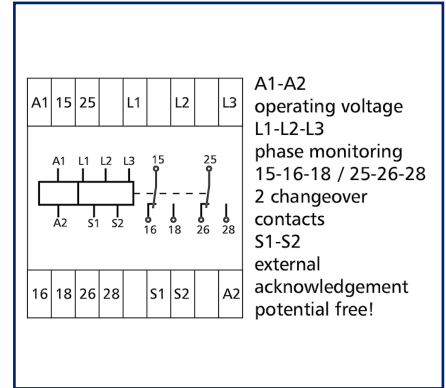 A1 15 25 L1 L2 L3
A1 L1 L2 L3 15 25
A2 S1 S2 16 18 26 28
16 18 26 28 S1 S2 A2
A1-A2
operating voltage
L1-L2-L3
phase monitoring
15-16-18 / 25-26-28
2 changeover
contacts
S1-S2
external
acknowledgement
potential free!